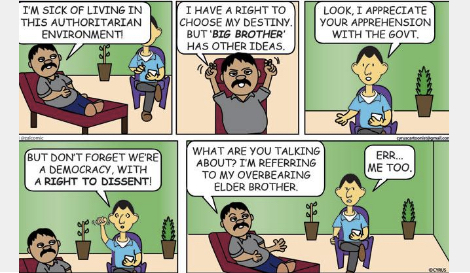 I'M SICK OF LIVING IN
THIS AUTHORITARIAN
ENVIRONMENT!
I HAVE A RIGHT TO
CHOOSE MY DESTINY.
BUT 'BIG BROTHER'
HAS OTHER IDEAS.
LOOK, I APPRECIATE
YOUR APPREHENSION
WITH THE GOVT.
cyruscartoonist@gmail.com
BUT DON'T FORGET WE'RE
A DEMOCRACY, WITH
A RIGHT TO DISSENT!
WHAT ARE YOU TALKING
ABOUT? I'M REFERRING
TO MY OVERBEARING
ELDER BROTHER.
ERR...
ME TOO.
©CYRUS